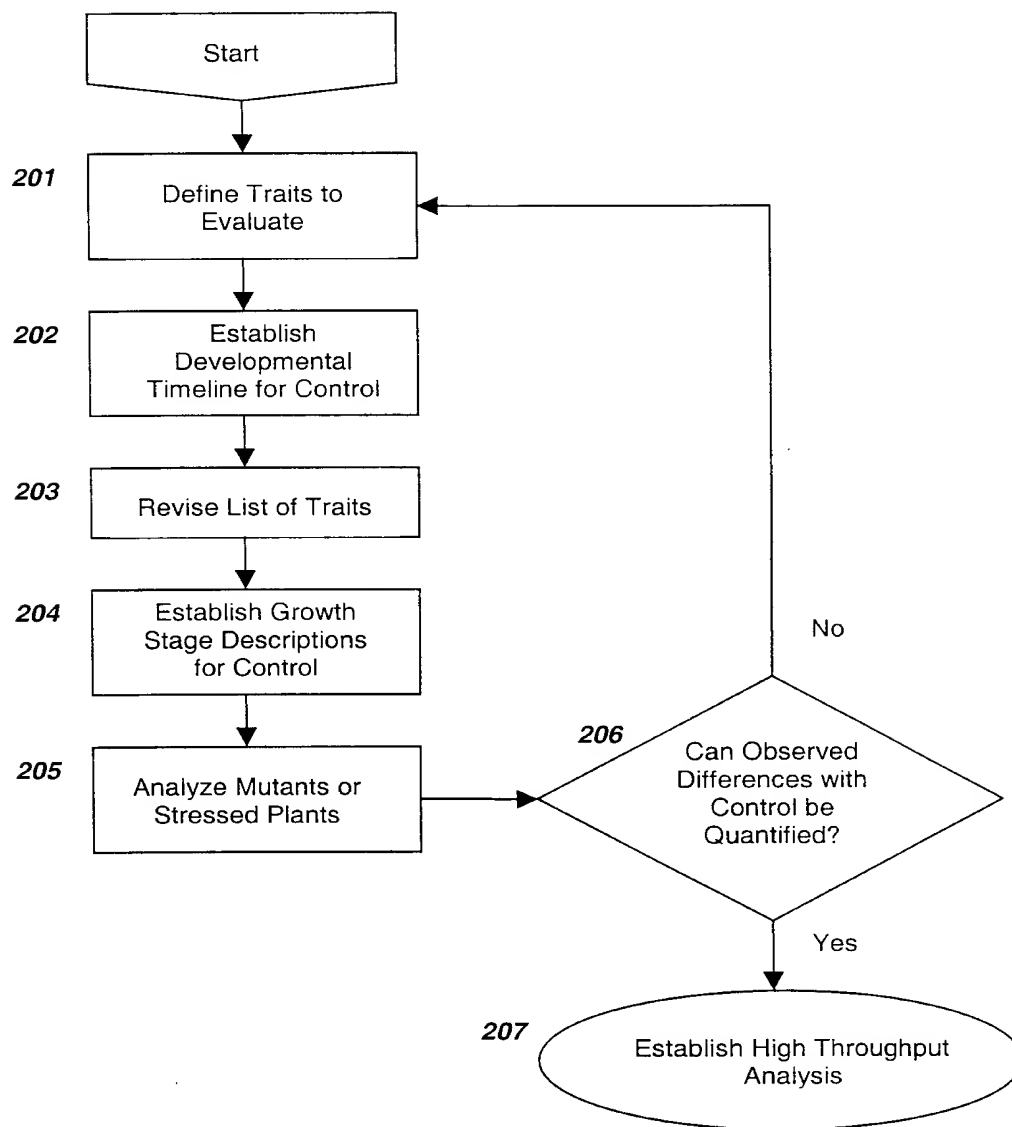 Start
201
Define Traits to
Evaluate
202
Establish
Developmental
Timeline for Control
203
Revise List of Traits
204
Establish Growth
Stage Descriptions
for Control
205
Analyze Mutants or
Stressed Plants
206
Can Observed
Differences with
Control be
Quantified?
No
Yes
207
Establish High Throughput
Analysis